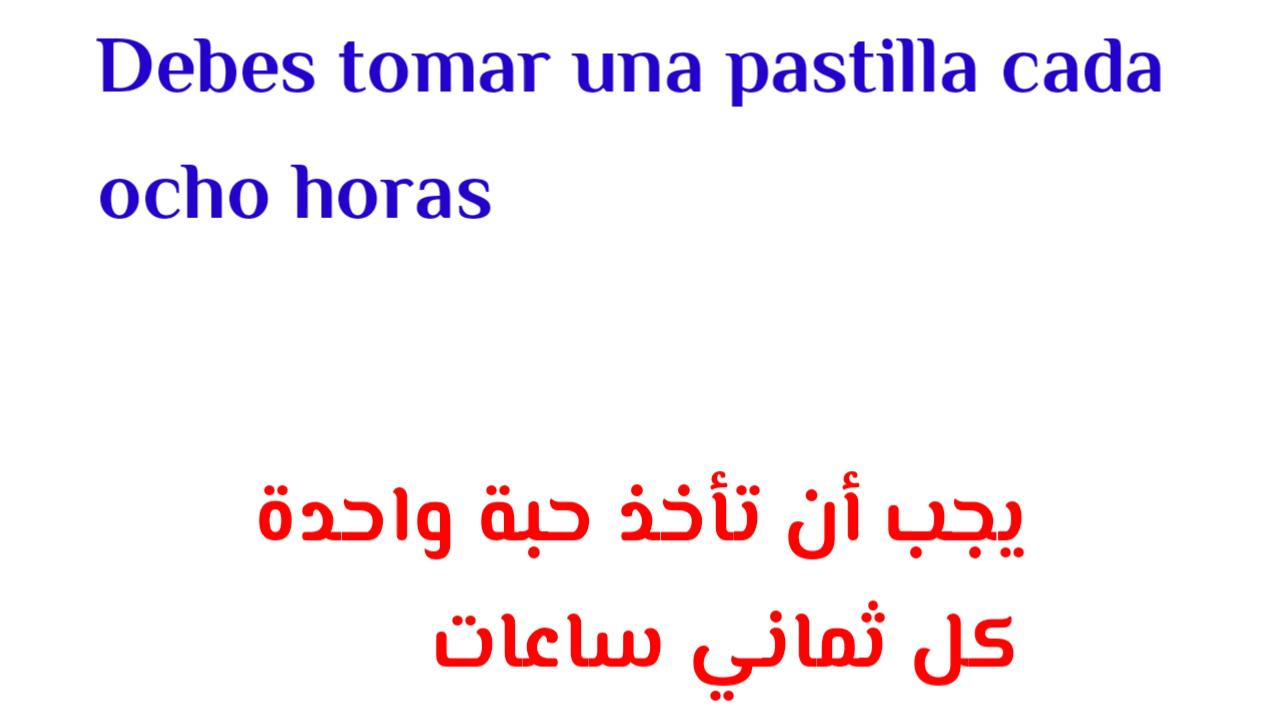 Debes tomar una pastilla cada
ocho horas
يجب أن تأخذ حبة واحدة
كل ثماني ساعات